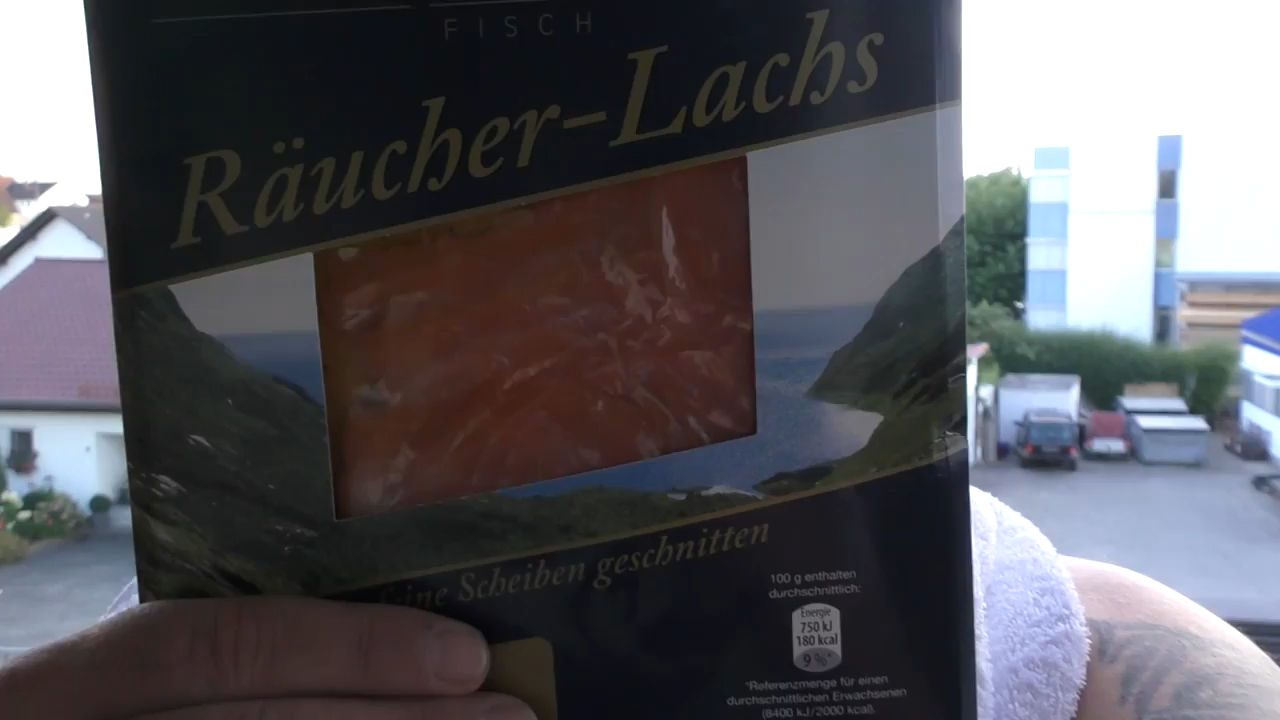 FISCH
Räucher-Lachs
feine Scheiben geschnitten
100 g enthalten
durchschnittlich:
Energie
750 kJ
180 kcal
9 %*
*Referenzmenge für einen
durchschnittlichen Erwachsenen
(8400 kJ/2000 kcal).